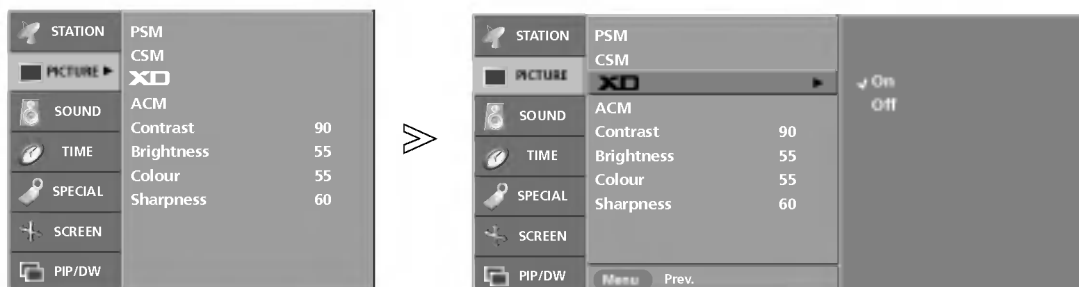 STATION
PICTURE
SOUND
TIME
SPECIAL
SCREEN
PIP/DW
PSM
CSM
XD
ACM
Contrast 90
Brightness 55
Colour 55
Sharpness 60
STATION
PICTURE
SOUND
TIME
SPECIAL
SCREEN
PIP/DW
PSM
CSM
XD
ACM
Contrast 90
Brightness 55
Colour 55
Sharpness 60
Menu Prev.
On
Off